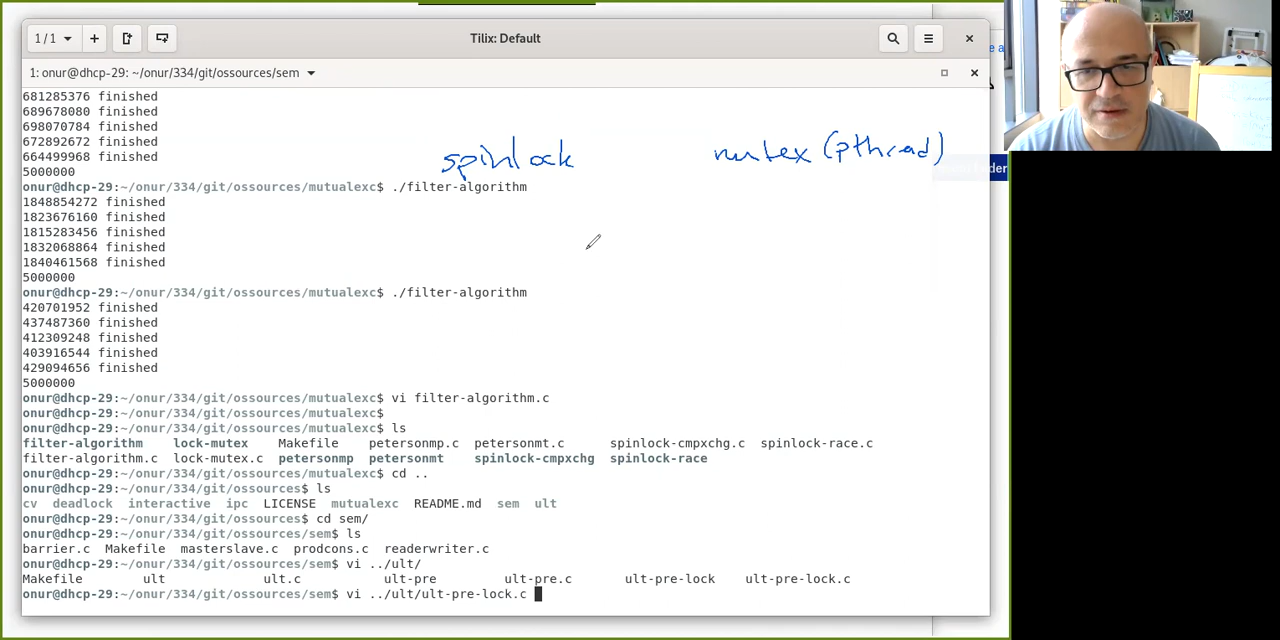 1 / 1
Tilix: Default
1: onur@dhcp-29: ~/onur/334/git/ossources/sem
681285376 finished
689678080 finished
698070784 finished
672892672 finished
664499968 finished
spinlock
mutex (pthread)
5000000
onur@dhcp-29:~/onur/334/git/ossources/mutualexc$ ./filter-algorithm
1848854272 finished
1823676160 finished
1815283456 finished
1832068864 finished
1840461568 finished
5000000
onur@dhcp-29:~/onur/334/git/ossources/mutualexc$ ./filter-algorithm
420701952 finished
437487360 finished
412309248 finished
403916544 finished
429094656 finished
5000000
onur@dhcp-29:~/onur/334/git/ossources/mutualexc$ vi filter-algorithm.c
onur@dhcp-29:~/onur/334/git/ossources/mutualexc$
onur@dhcp-29:~/onur/334/git/ossources/mutualexc$ ls
filter-algorithm lock-mutex Makefile petersonmp.c petersonmt.c spinlock-cmpxchg.c spinlock-race.c
filter-algorithm.c lock-mutex.c petersonmp petersonmt spinlock-cmpxchg spinlock-race
onur@dhcp-29:~/onur/334/git/ossources/mutualexc$ cd ..
onur@dhcp-29:~/onur/334/git/ossources$ ls
cv deadlock interactive ipc LICENSE mutualexc README.md sem ult
onur@dhcp-29:~/onur/334/git/ossources$ cd sem/
onur@dhcp-29:~/onur/334/git/ossources/sem$ ls
barrier.c Makefile masterslave.c prodcons.c readerwriter.c
onur@dhcp-29:~/onur/334/git/ossources/sem$ vi ../ult/
Makefile ult ult.c ult-pre ult-pre.c ult-pre-lock ult-pre-lock.c
onur@dhcp-29:~/onur/334/git/ossources/sem$ vi ../ult/ult-pre-lock.c